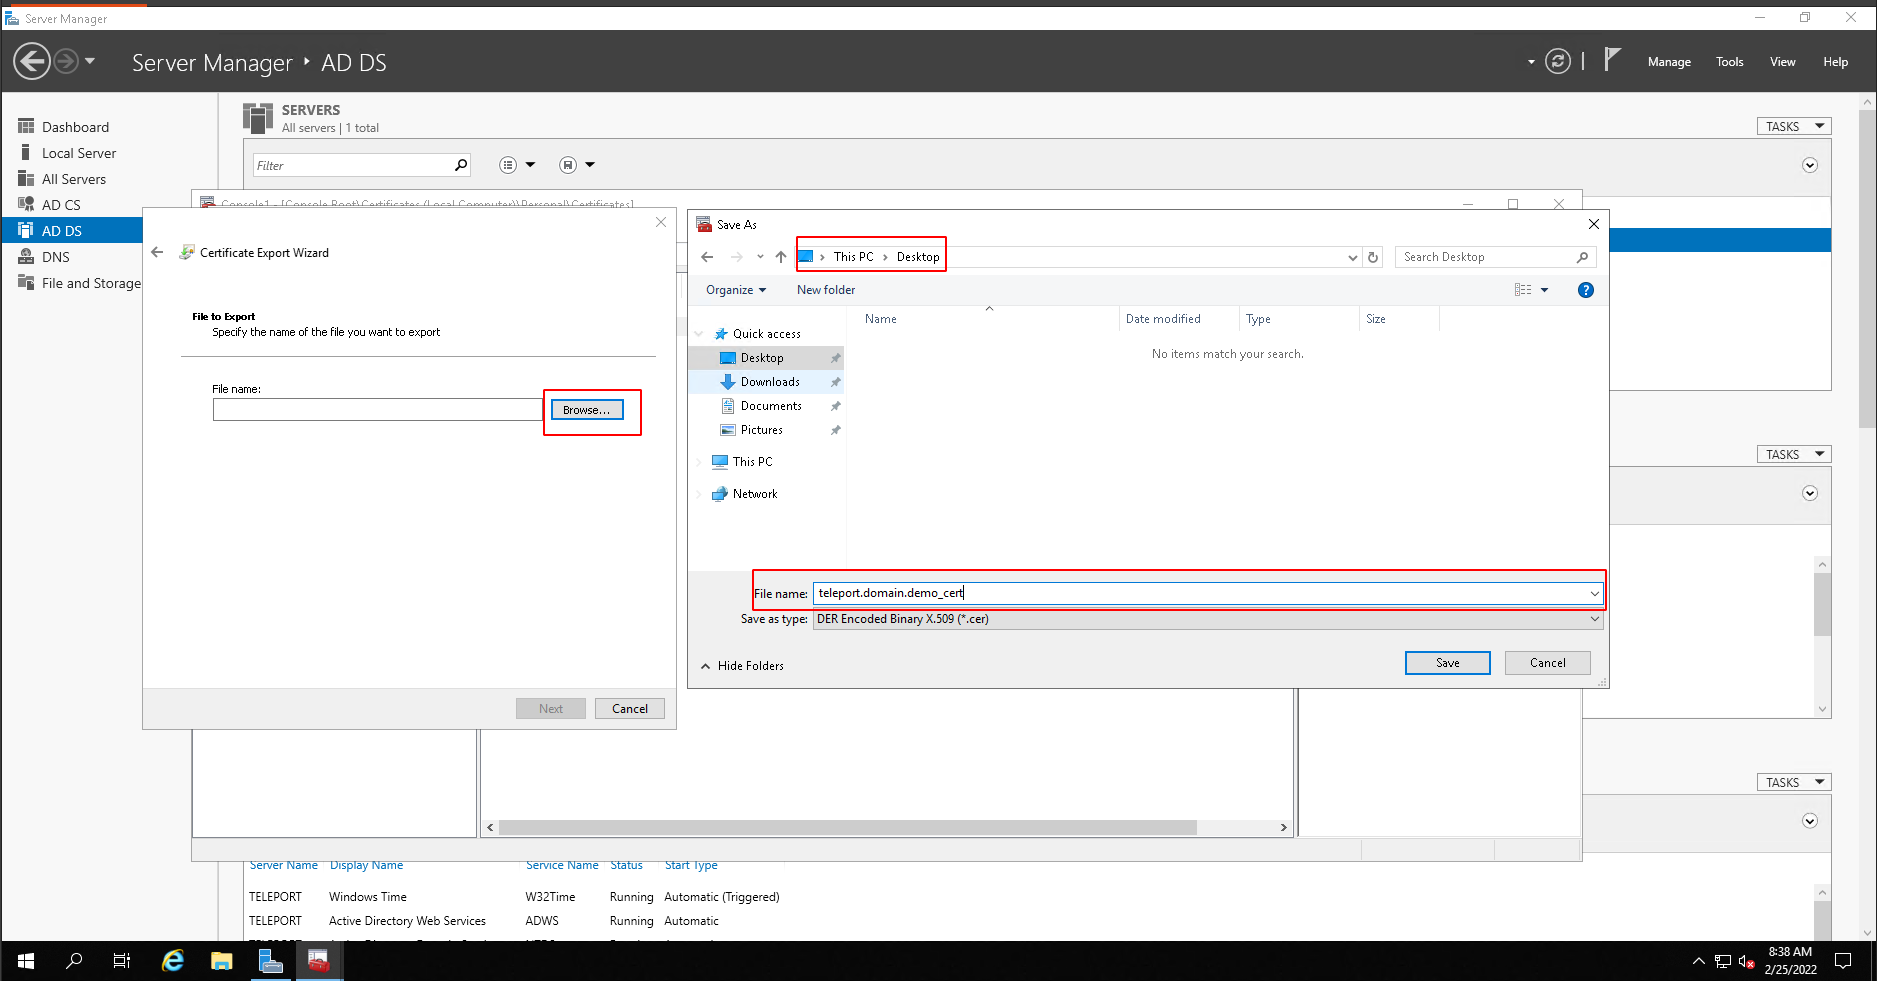 Server Manager
Server Manager ‣ AD DS
Manage Tools View Help
Dashboard
Local Server
All Servers
AD CS
AD DS
DNS
File and Storage
SERVERS
All servers | 1 total
TASKS
Filter
Console1 - [Console Root\Certificates (Local Computer)\Personal\Certificates]
Certificate Export Wizard
File to Export
Specify the name of the file you want to export
File name:
Browse...
Next
Cancel
Save As
This PC › Desktop
Search Desktop
Organize
New folder
Name
Date modified
Type
Size
Quick access
Desktop
Downloads
Documents
Pictures
This PC
Network
No items match your search.
File name: teleport.domain.demo_cert
Save as type: DER Encoded Binary X.509 (*.cer)
Hide Folders
Save
Cancel
TASKS
TASKS
Server Name Display Name Service Name Status Start Type
TELEPORT Windows Time W32Time Running Automatic (Triggered)
TELEPORT Active Directory Web Services ADWS Running Automatic
8:38 AM
2/25/2022